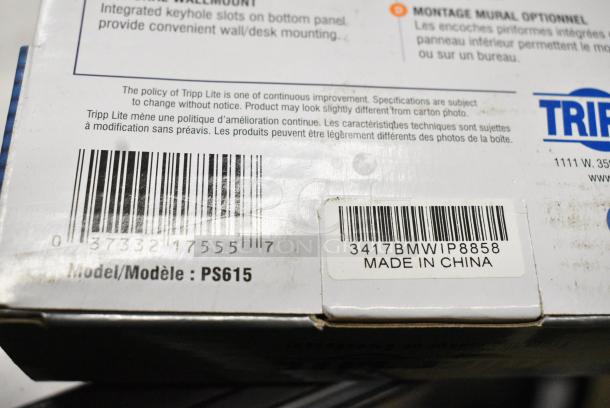 WALLMOUNT
Integrated keyhole slots on bottom panel
provide convenient wall/desk mounting.
D MONTAGE MURAL OPTIONNEL
Les encoches piriformes intégrées
panneau inférieur permettent le mo
ou sur un bureau.
The policy of Tripp Lite is one of continuous improvement. Specifications are subject
to change without notice. Product may look slightly different from carton photo.
Tripp Lite mène une politique d'amélioration continue. Les caractéristiques techniques sont sujettes
à modification sans préavis. Les produits peuvent être légèrement différents des photos de la boîte.
TRIP
1111 W. 35
www
0 37332 17555 7
3417BMWIP8858
MADE IN CHINA
Model/Modèle : PS615